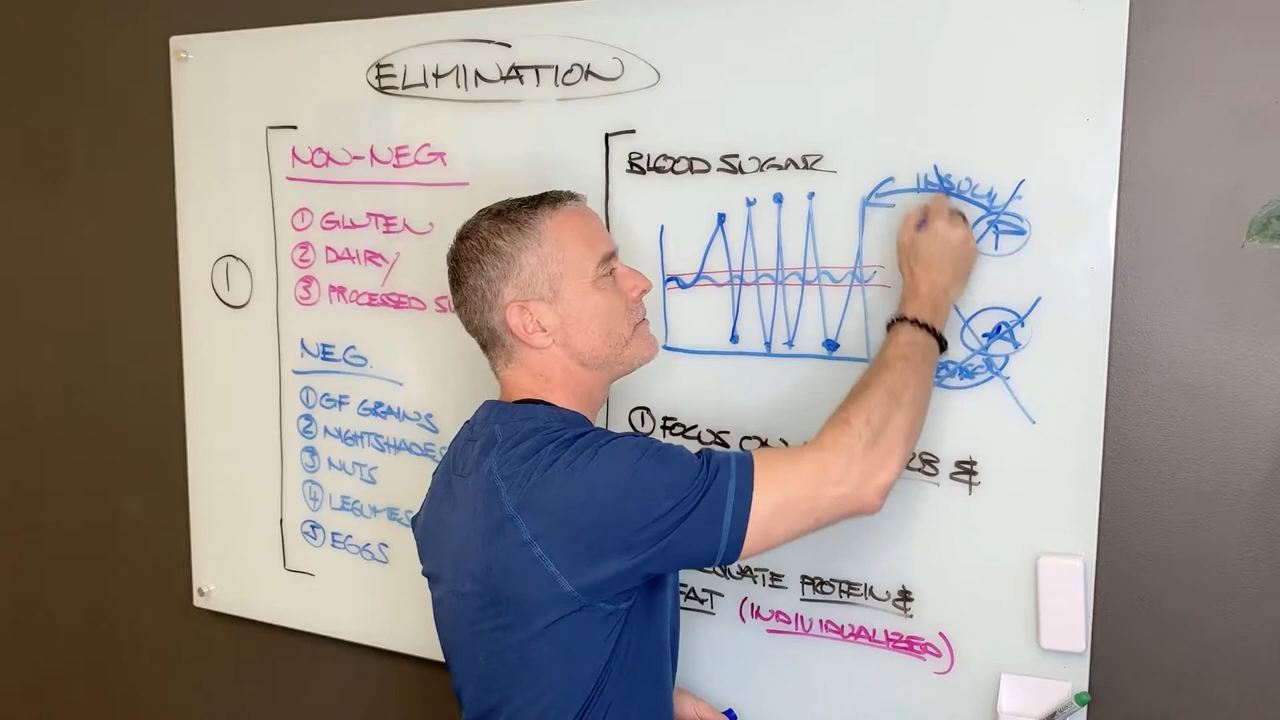 ELIMINATION
①
NON-NEG
① GLUTEN
② DAIRY
③ PROCESSED
NEG.
① GF GRAINS
② NIGHTSHADES
③ NUTS
④ LEGUMES
⑤ EGGS
BLOOD SUGAR
INSULIN
P
A
① FOCUS ON
&
PROTEIN &
FAT (INDIVIDUALIZED)